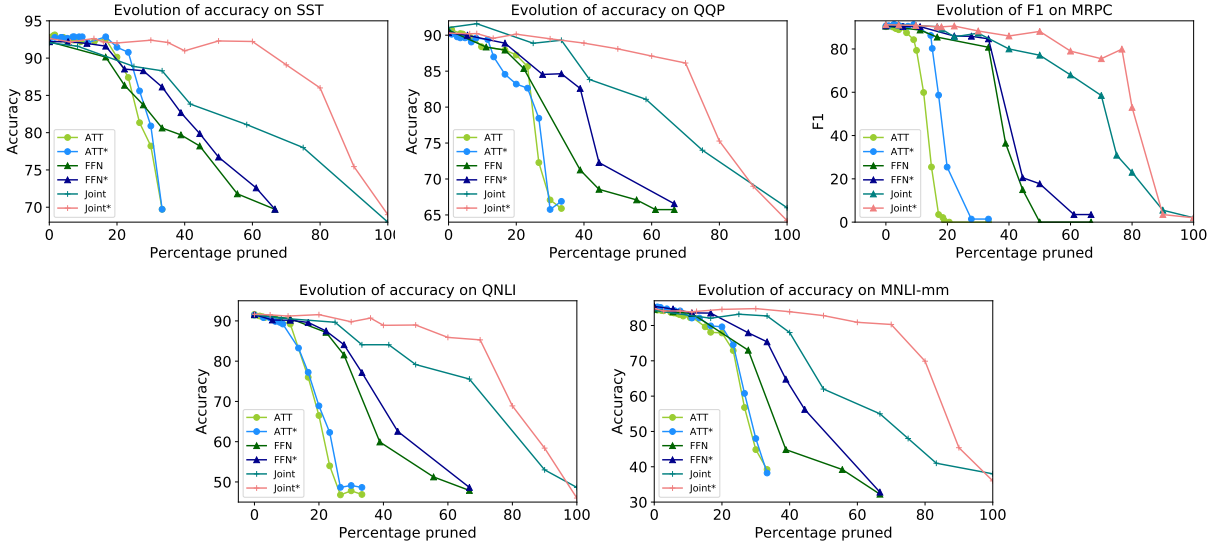 Evolution of accuracy on SST
95
90
85
80
75
70
Accuracy
ATT
ATT*
FFN
FFN*
Joint
Joint*
0 20 40 60 80 10
Percentage pruned
Evolution of accuracy on QQP
90
85
80
75
70
65
Accuracy
ATT
ATT*
FFN
FFN*
Joint
Joint*
0 20 40 60 80 100
Percentage pruned
Evolution of F1 on MRPC
80
60
40
20
0
F1
ATT
ATT*
FFN
FFN*
Joint
Joint*
0 20 40 60 80 100
Percentage pruned
Evolution of accuracy on QNLI
90
80
70
60
50
Accuracy
ATT
ATT*
FFN
FFN*
Joint
Joint*
0 20 40 60 80 100
Percentage pruned
Evolution of accuracy on MNLI-mm
80
70
60
50
40
30
Accuracy
ATT
ATT*
FFN
FFN*
Joint
Joint*
0 20 40 60 80 100
Percentage pruned